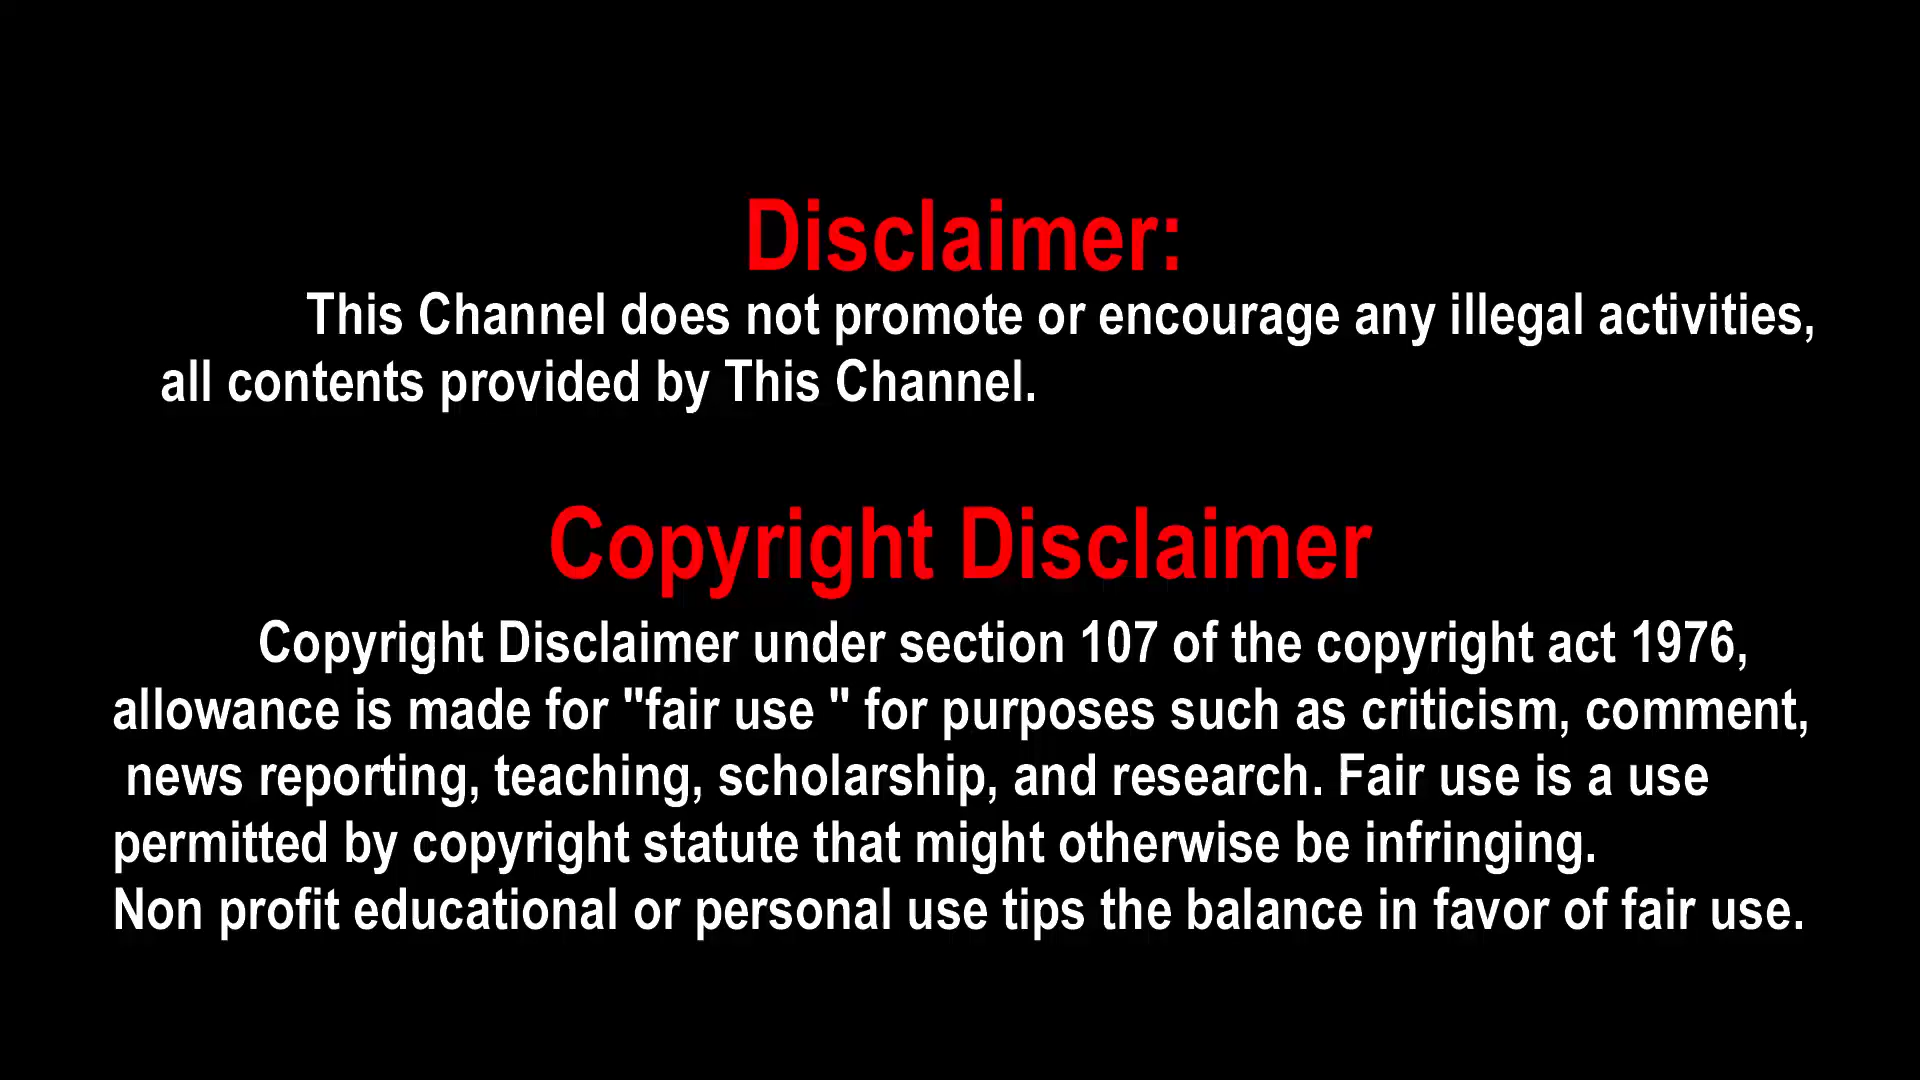 Disclaimer:
This Channel does not promote or encourage any illegal activities,
all contents provided by This Channel.
Copyright Disclaimer
Copyright Disclaimer under section 107 of the copyright act 1976,
allowance is made for "fair use " for purposes such as criticism, comment,
news reporting, teaching, scholarship, and research. Fair use is a use
permitted by copyright statute that might otherwise be infringing.
Non profit educational or personal use tips the balance in favor of fair use.